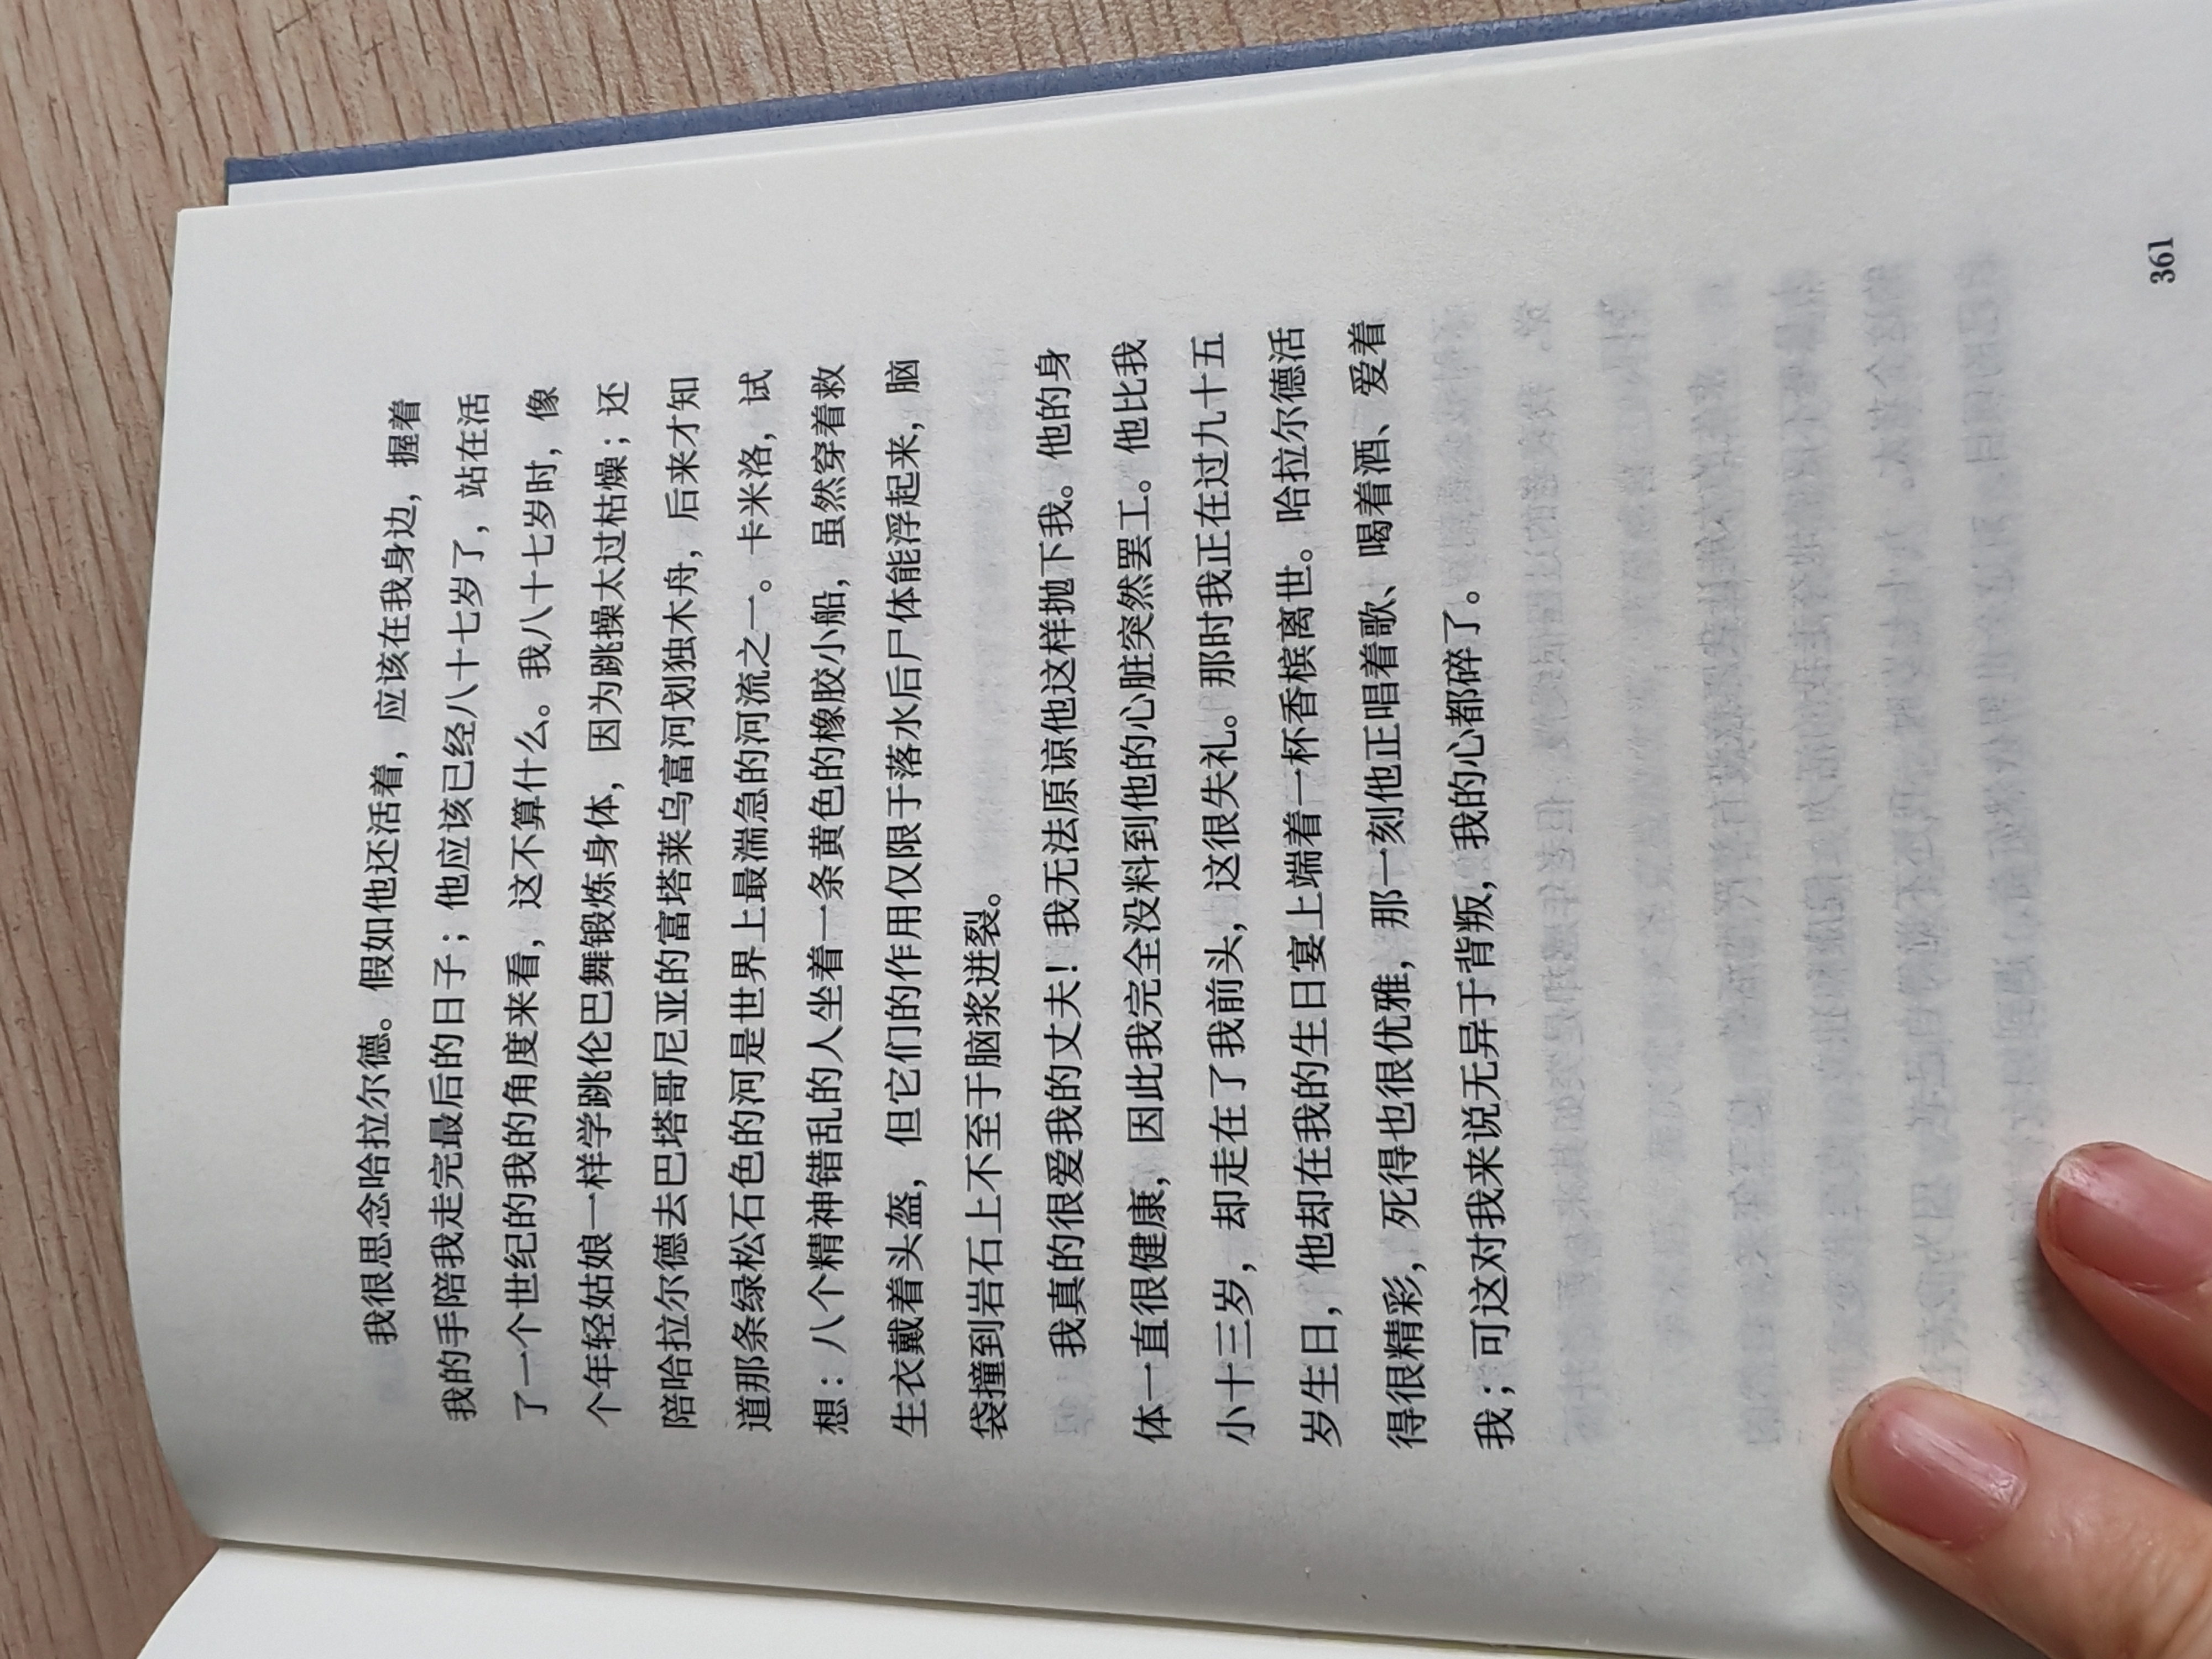 我很思念哈拉尔德。假如他还活着，应该在我身边，握着
我的手陪我走完最后的日子；他应该已经八十七岁了，站在活
了一个世纪的我的角度来看，这不算什么。我八十七岁时，像
个年轻姑娘一样学跳伦巴舞锻炼身体，因为跳操太过枯燥；还
陪哈拉尔德去巴塔哥尼亚的富塔莱乌富河划独木舟，后来才知
道那条绿松石色的河是世界上最湍急的河流之一。卡米洛，试
想：八个精神错乱的人坐着一条黄色的橡胶小船，虽然穿着救
生衣戴着头盔，但它们的作用仅限于落水后尸体能浮起来，脑
袋撞到岩石上不至于脑浆迸裂。
我真的很爱我的丈夫！我无法原谅他这样抛下我。他的身
体一直很健康，因此我完全没料到他的心脏突然罢工。他比我
小十三岁，却走在了我前头，这很失礼。那时我正在过九十五
岁生日，他却在我的生日宴上端着一杯香槟离世。哈拉尔德活
得很精彩，死得也很优雅，那一刻他正唱着歌、喝着酒、爱着
我；可这对我来说无异于背叛，我的心都碎了。
361